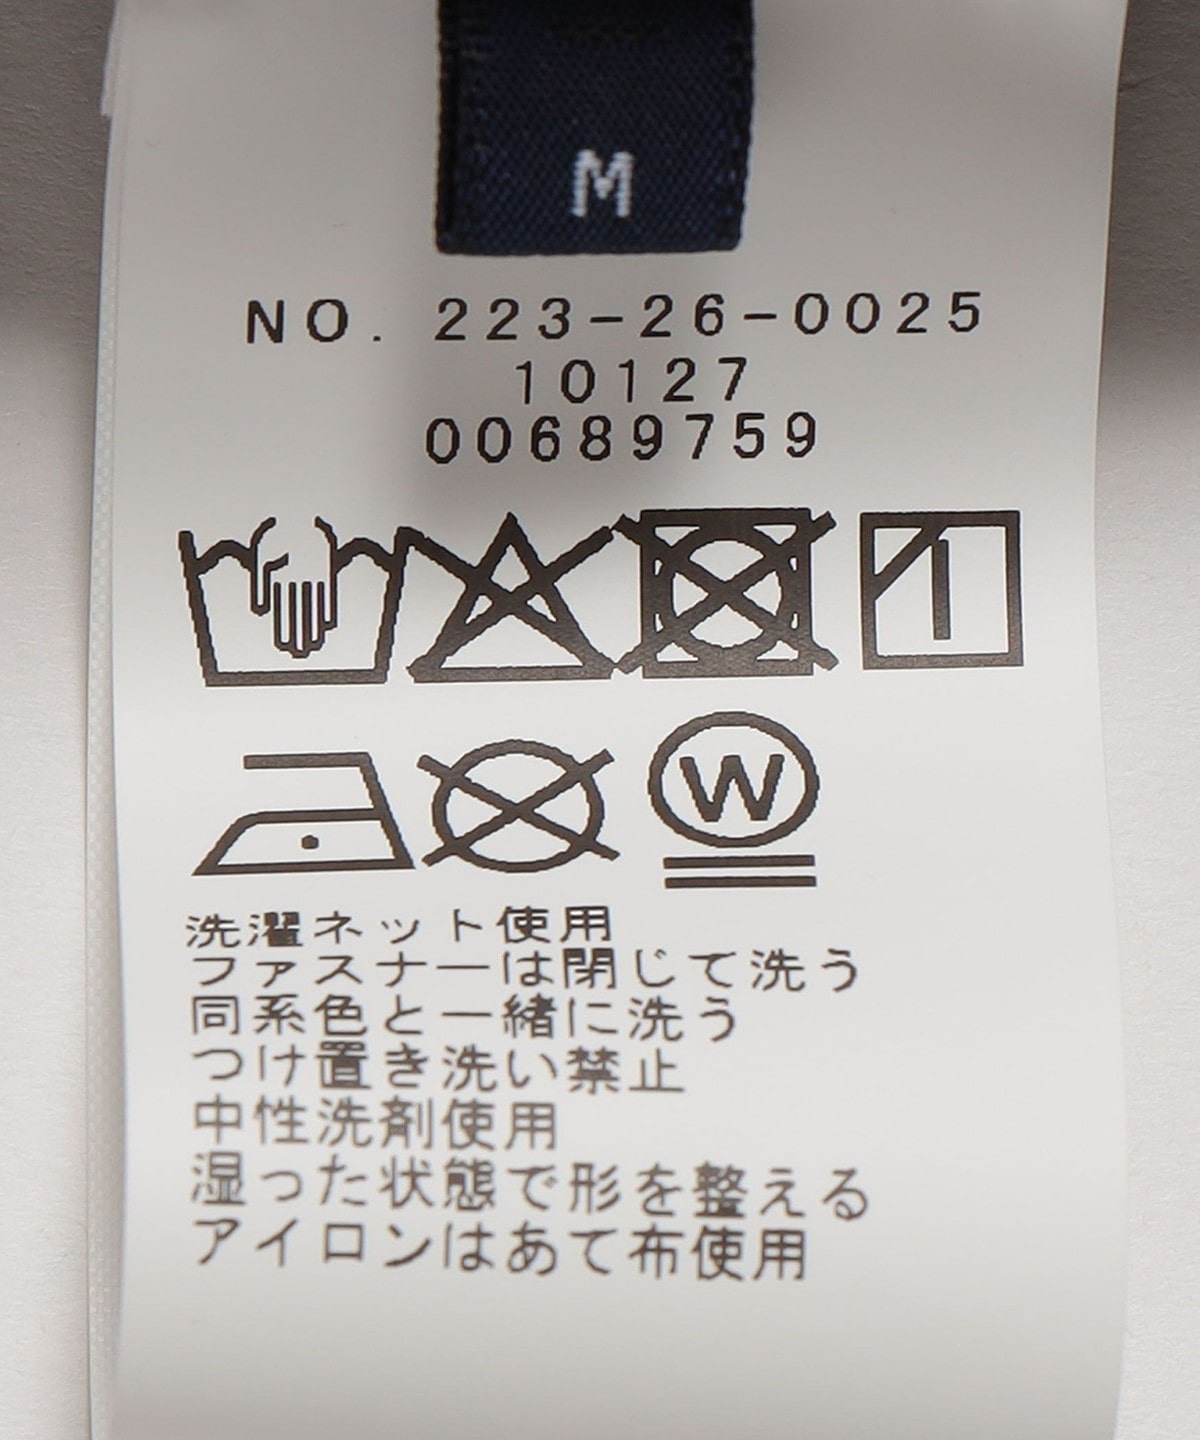 M
NO. 223-26-0025
10127
00689759
W
洗濯ネット使用
ファスナーは閉じて洗う
同系色と一緒に洗う
つけ置き洗い禁止
中性洗剤使用
湿った状態で形を整える
アイロンはあて布使用